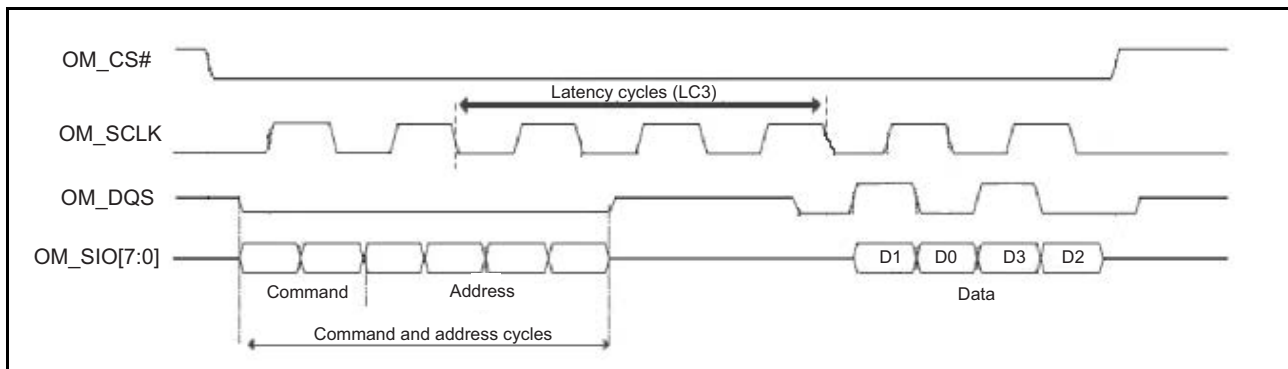 OM_CS#
Latency cycles (LC3)
OM_SCLK
OM_DQS
OM_SIO[7:0]
D1 D0 D3 D2
Command Address Data
Command and address cycles